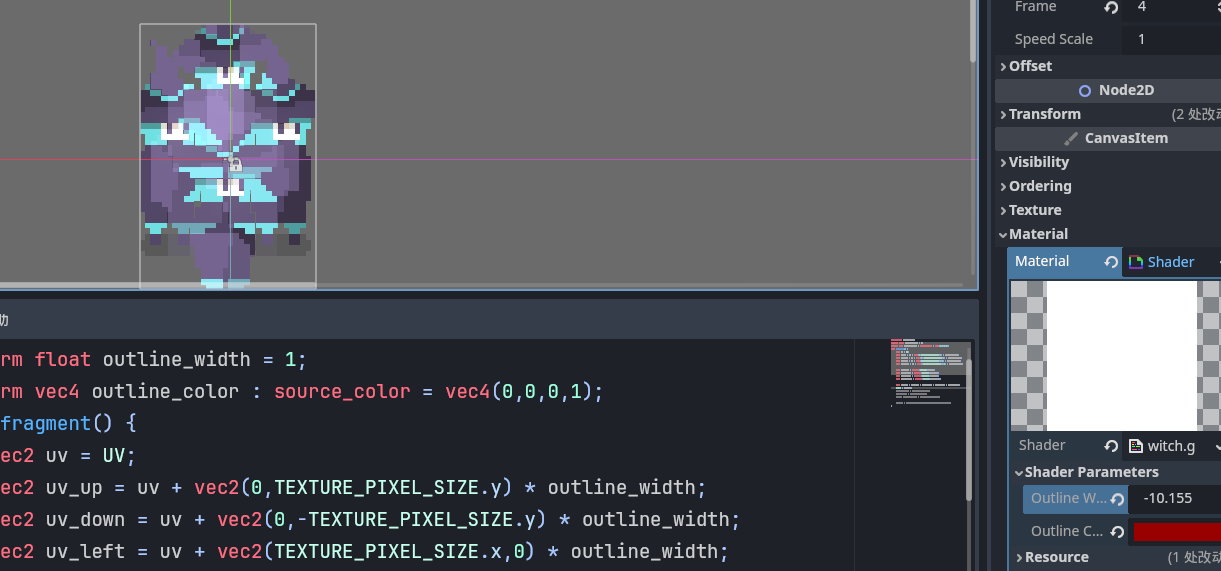 Frame 4
Speed Scale 1
Offset
Node2D
Transform (2 处改动
CanvasItem
Visibility
Ordering
Texture
Material
Material Shader
助
rm float outline_width = 1;
rm vec4 outline_color : source_color = vec4(0,0,0,1);
fragment() {
ec2 uv = UV;
ec2 uv_up = uv + vec2(0,TEXTURE_PIXEL_SIZE.y) * outline_width;
ec2 uv_down = uv + vec2(0,-TEXTURE_PIXEL_SIZE.y) * outline_width;
ec2 uv_left = uv + vec2(TEXTURE_PIXEL_SIZE.x,0) * outline_width;
Shader witch.g
Shader Parameters
Outline W... -10.155
Outline C...
Resource (1 处改动